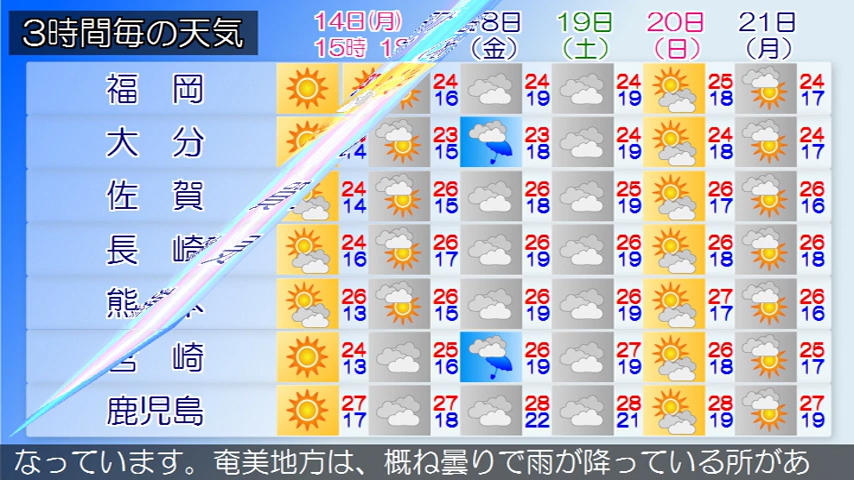 3時間毎の天気
14日(月) 8日 19日 20日 21日
15時 (金) (土) (日) (月)
福岡 24 16 24 19 24 19 25 18 24 17
大分 14 23 15 23 18 24 19 24 18 24 17
佐賀 24 14 26 15 26 18 25 19 26 17 26 16
長崎 24 16 26 17 26 19 26 19 26 18 26 18
熊 26 13 26 15 26 19 26 19 27 17 26 16
崎 24 13 25 16 26 19 27 19 26 18 25 17
鹿児島 27 17 27 18 28 22 28 21 28 19 27 19
なっています。奄美地方は、概ね曇りで雨が降っている所があ